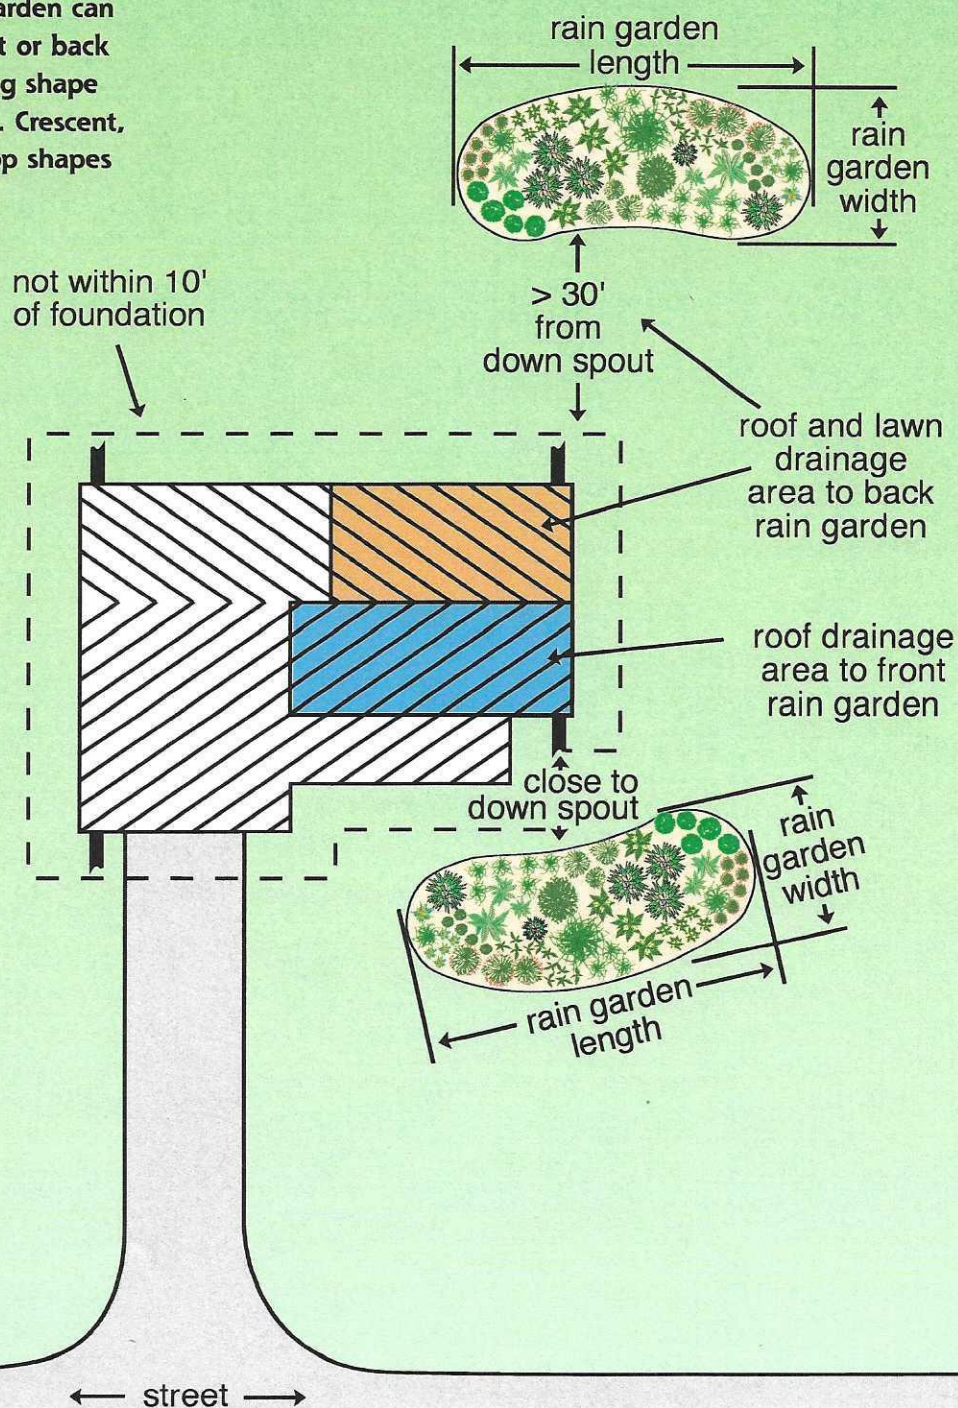 arden can
t or back
g shape
. Crescent,
op shapes
rain garden
length
rain
garden
width
not within 10'
of foundation
> 30'
from
down spout
roof and lawn
drainage
area to back
rain garden
roof drainage
area to front
rain garden
close to
down spout
rain
garden
width
rain garden
length
street